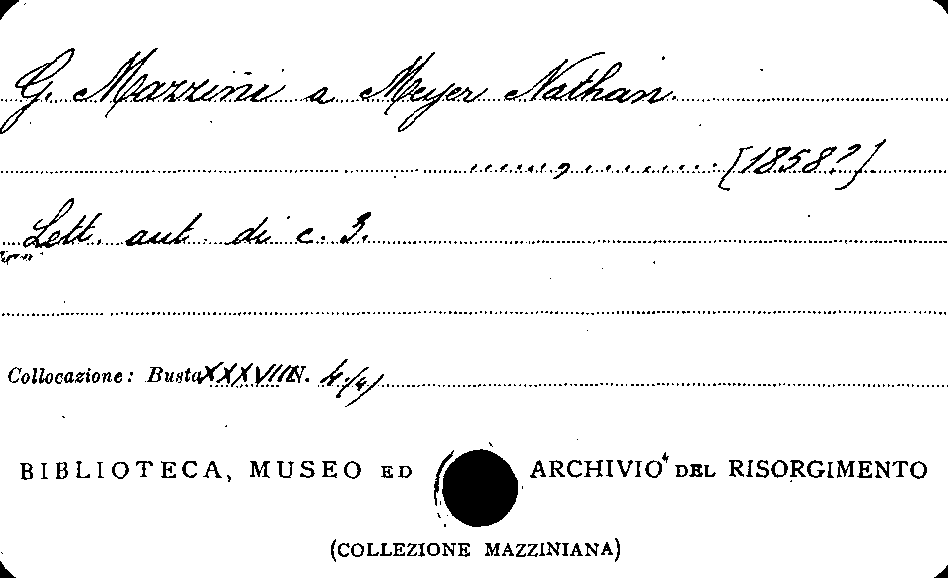 G. Mazzini a Meyer Nathan.
........, ........ [1858?].
Lett. aut. di c. 3.
Collocazione: Busta XXXVIII N. 4/4)
BIBLIOTECA, MUSEO ED ARCHIVIO DEL RISORGIMENTO
(COLLEZIONE MAZZINIANA)